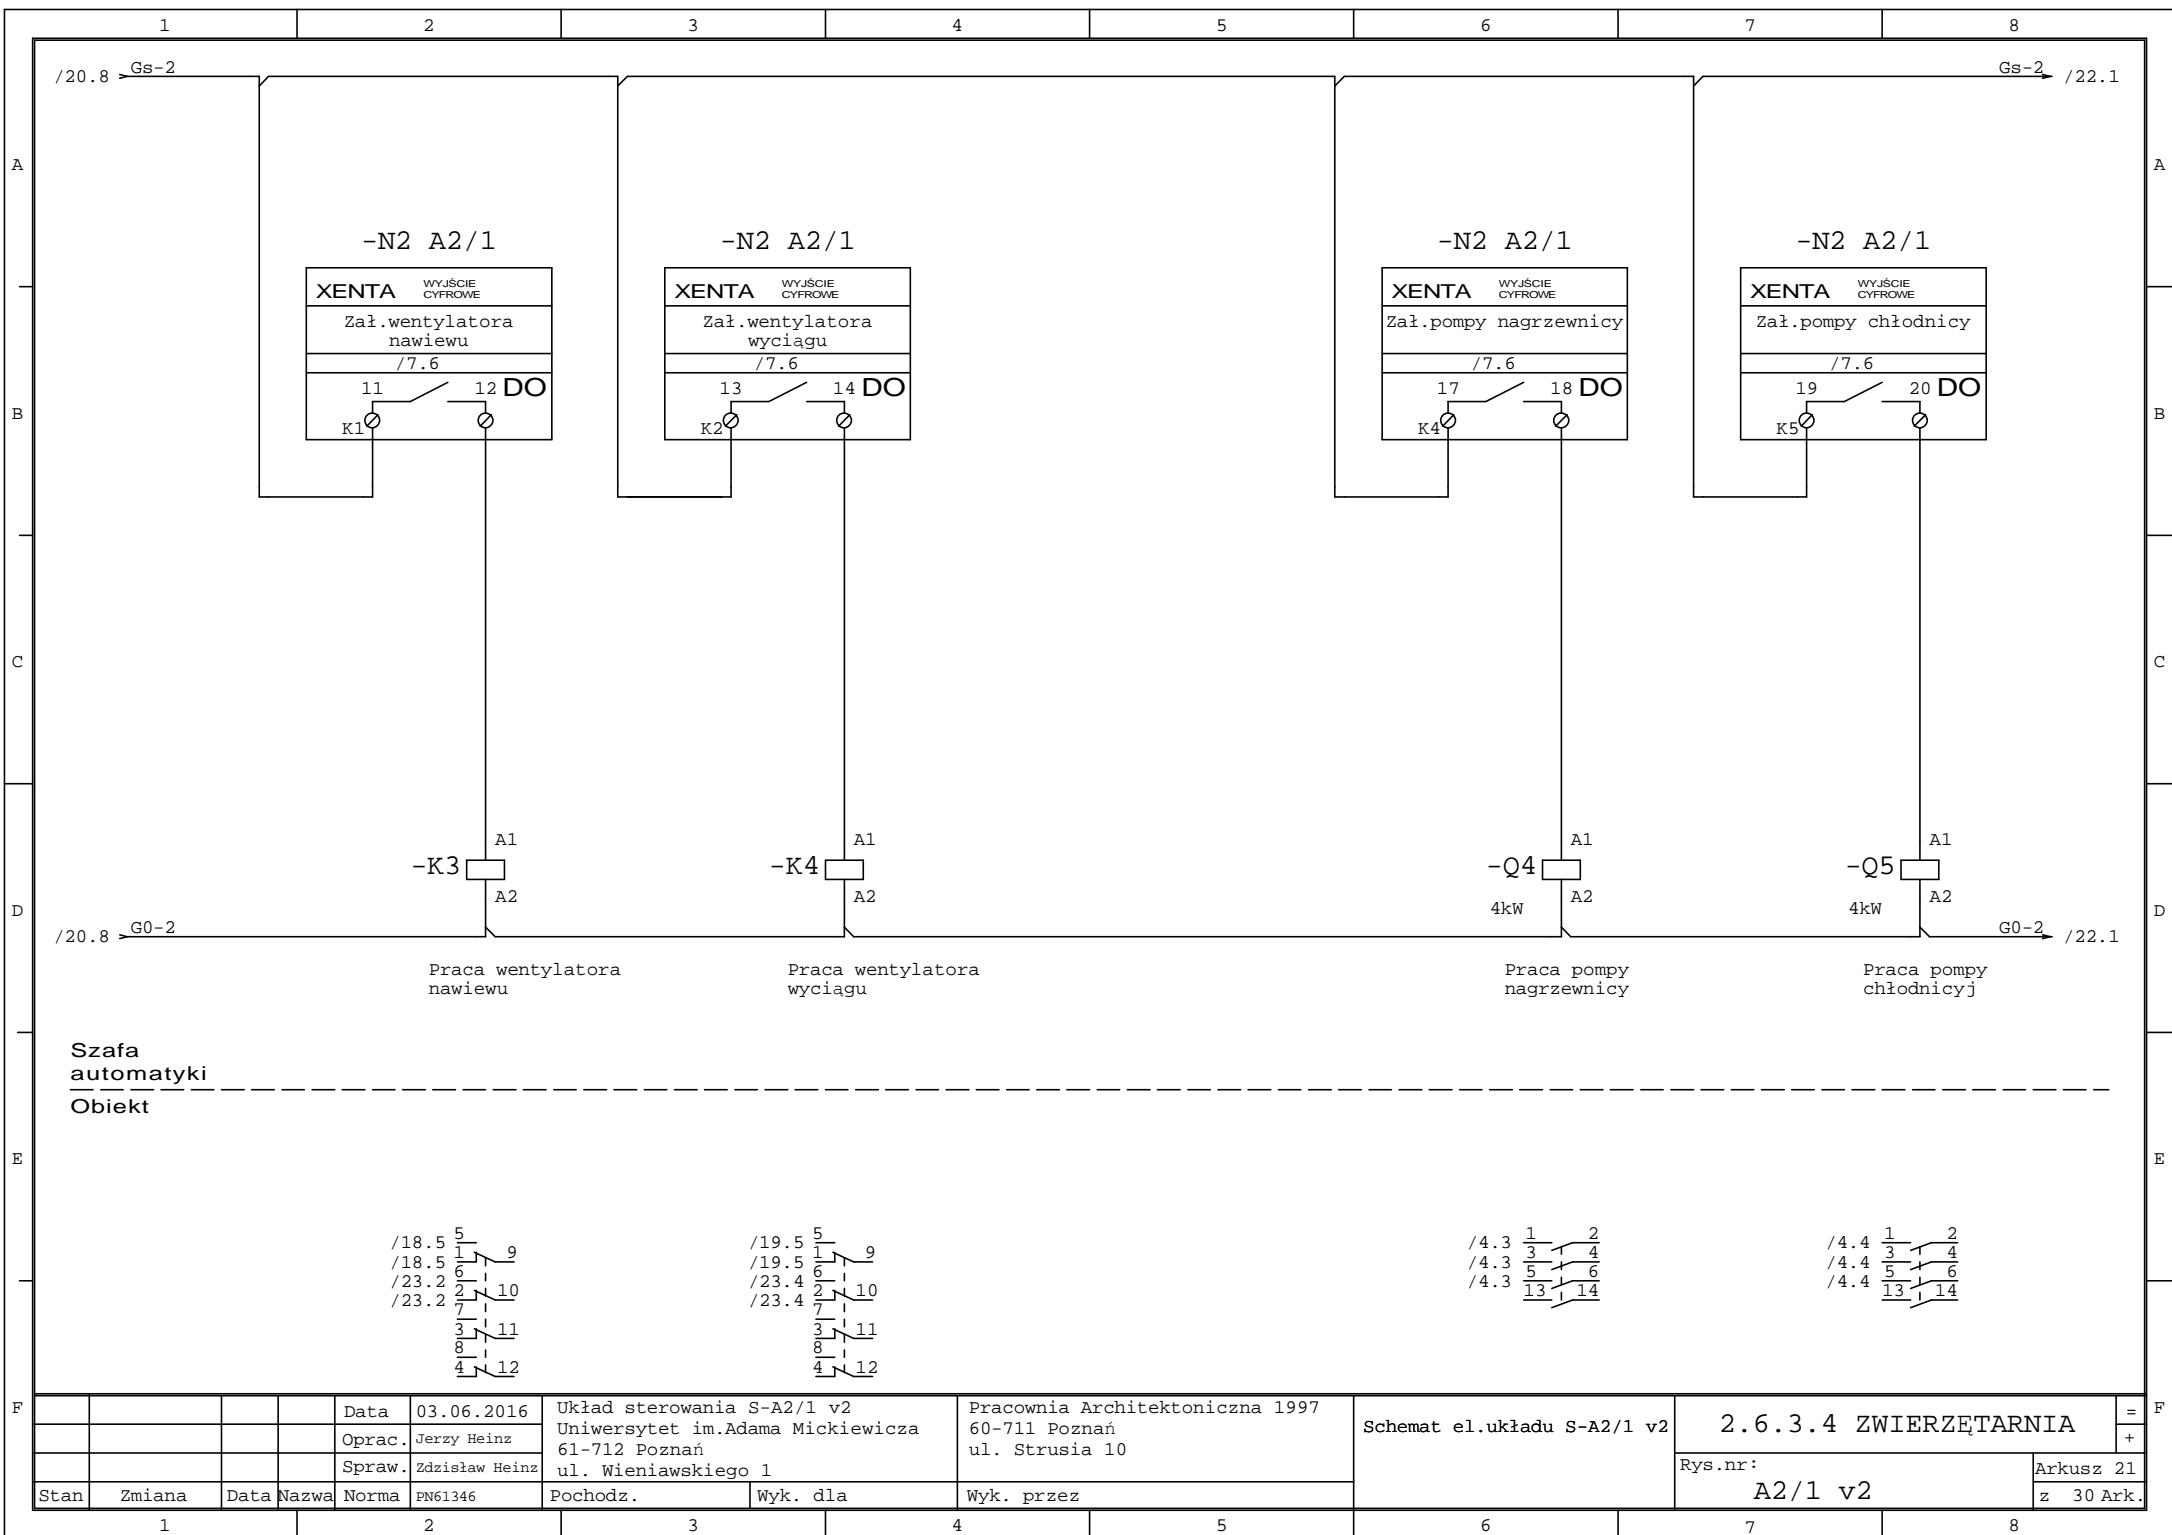 1 2 3 4 5 6 7 8
/20.8 Gs-2 Gs-2 /22.1
A A
-N2 A2/1 -N2 A2/1 -N2 A2/1 -N2 A2/1
XENTA WYJŚCIE CYFROWE XENTA WYJŚCIE CYFROWE XENTA WYJŚCIE CYFROWE XENTA WYJŚCIE CYFROWE
Zał.wentylatora Zał.wentylatora Zał.pompy nagrzewnicy Zał.pompy chłodnicy
nawiewu wyciągu
/7.6 /7.6 /7.6 /7.6
11 12 DO 13 14 DO 17 18 DO 19 20 DO
B B
K1 K2 K4 K5
C C
A1 A1 A1 A1
-K3 -K4 -Q4 -Q5
A2 A2 A2 A2
D 4kW 4kW D
/20.8 G0-2 G0-2 /22.1
Praca wentylatora Praca wentylatora Praca pompy Praca pompy
nawiewu wyciągu nagrzewnicy chłodnicyj
Szafa
automatyki
Obiekt
E E
/18.5 5 /19.5 5 /4.3 1 2 /4.4 1 2
/18.5 1 9 /19.5 1 9 /4.3 3 4 /4.4 3 4
/23.2 6 /23.4 6 /4.3 5 6 /4.4 5 6
/23.2 2 10 /23.4 2 10 13 14 13 14
7 7
3 11 3 11
8 8
4 12 4 12
F F
Data 03.06.2016
Oprac. Jerzy Heinz
Spraw. Zdzisław Heinz
Stan Zmiana Data Nazwa Norma PN61346
Układ sterowania S-A2/1 v2
Uniwersytet im.Adama Mickiewicza
61-712 Poznań
ul. Wieniawskiego 1
Pochodz. Wyk. dla
Pracownia Architektoniczna 1997
60-711 Poznań
ul. Strusia 10
Wyk. przez
Schemat el.układu S-A2/1 v2
2.6.3.4 ZWIERZĘTARNIA
=
+
Rys.nr:
A2/1 v2
Arkusz 21
z 30 Ark.
1 2 3 4 5 6 7 8